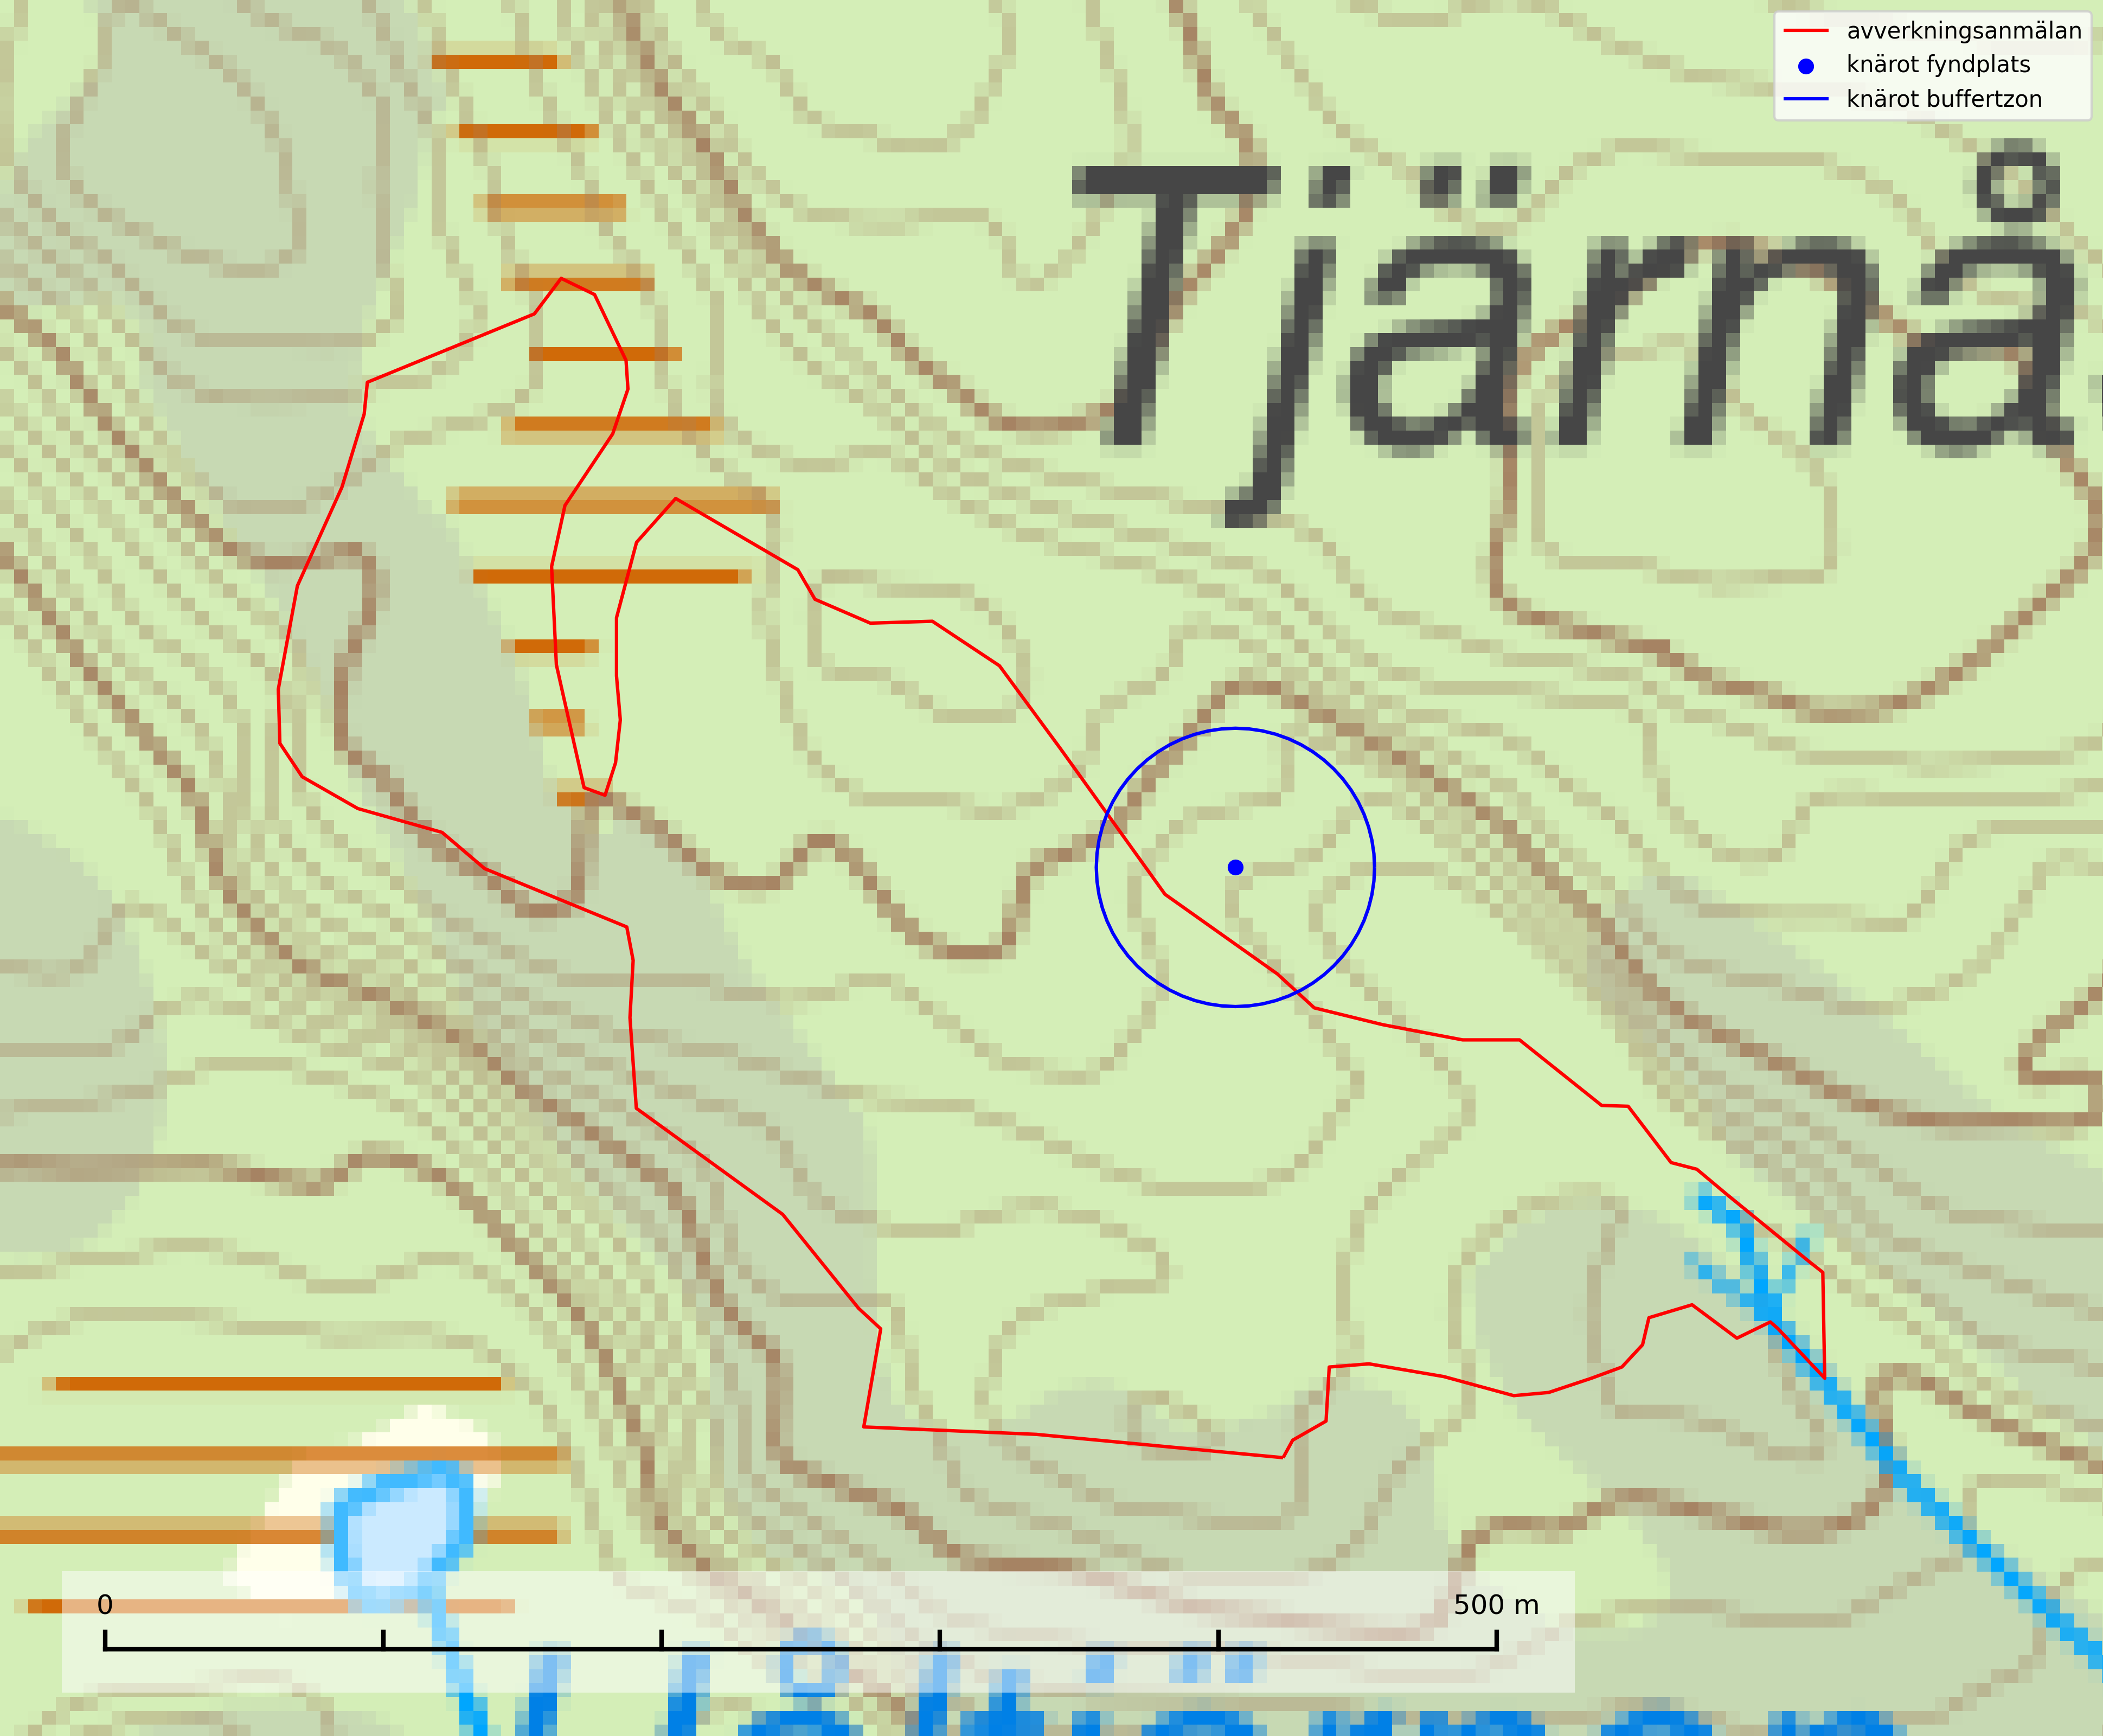 avverkningsanmälan
knärot fyndplats
knärot buffertzon
Tjärnå
0
500 m